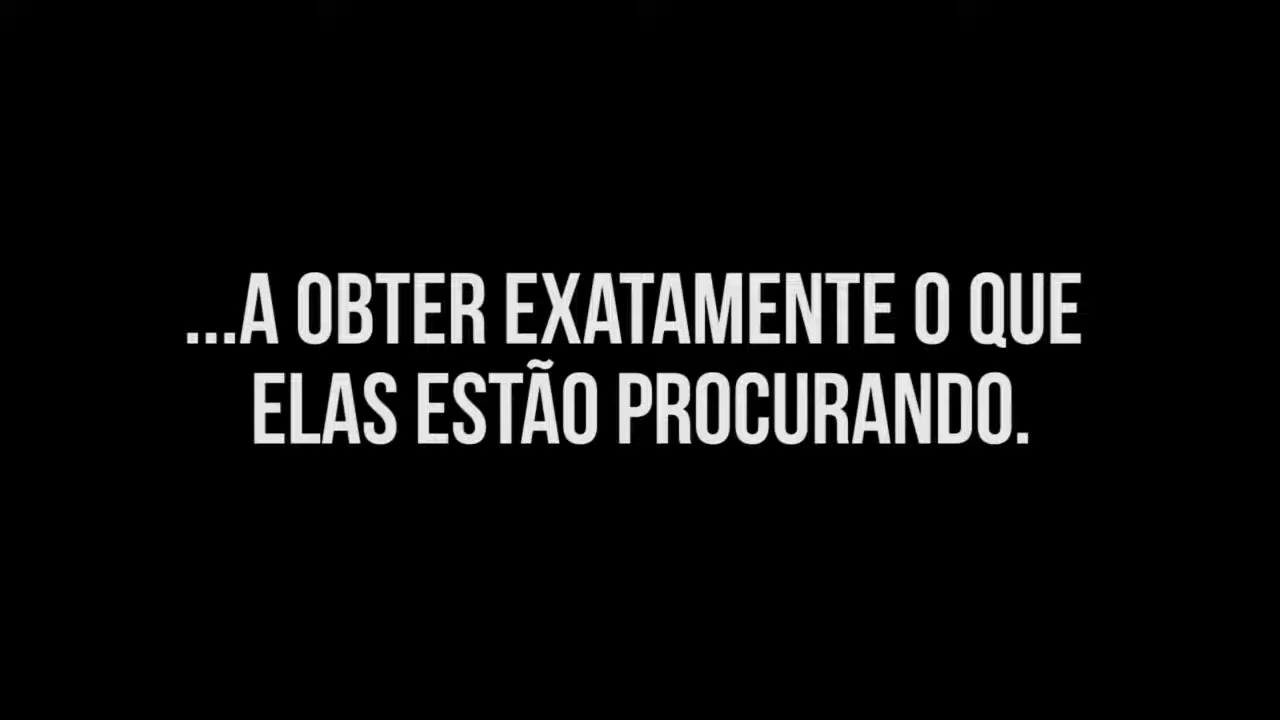 ...A OBTER EXATAMENTE O QUE
ELAS ESTÃO PROCURANDO.